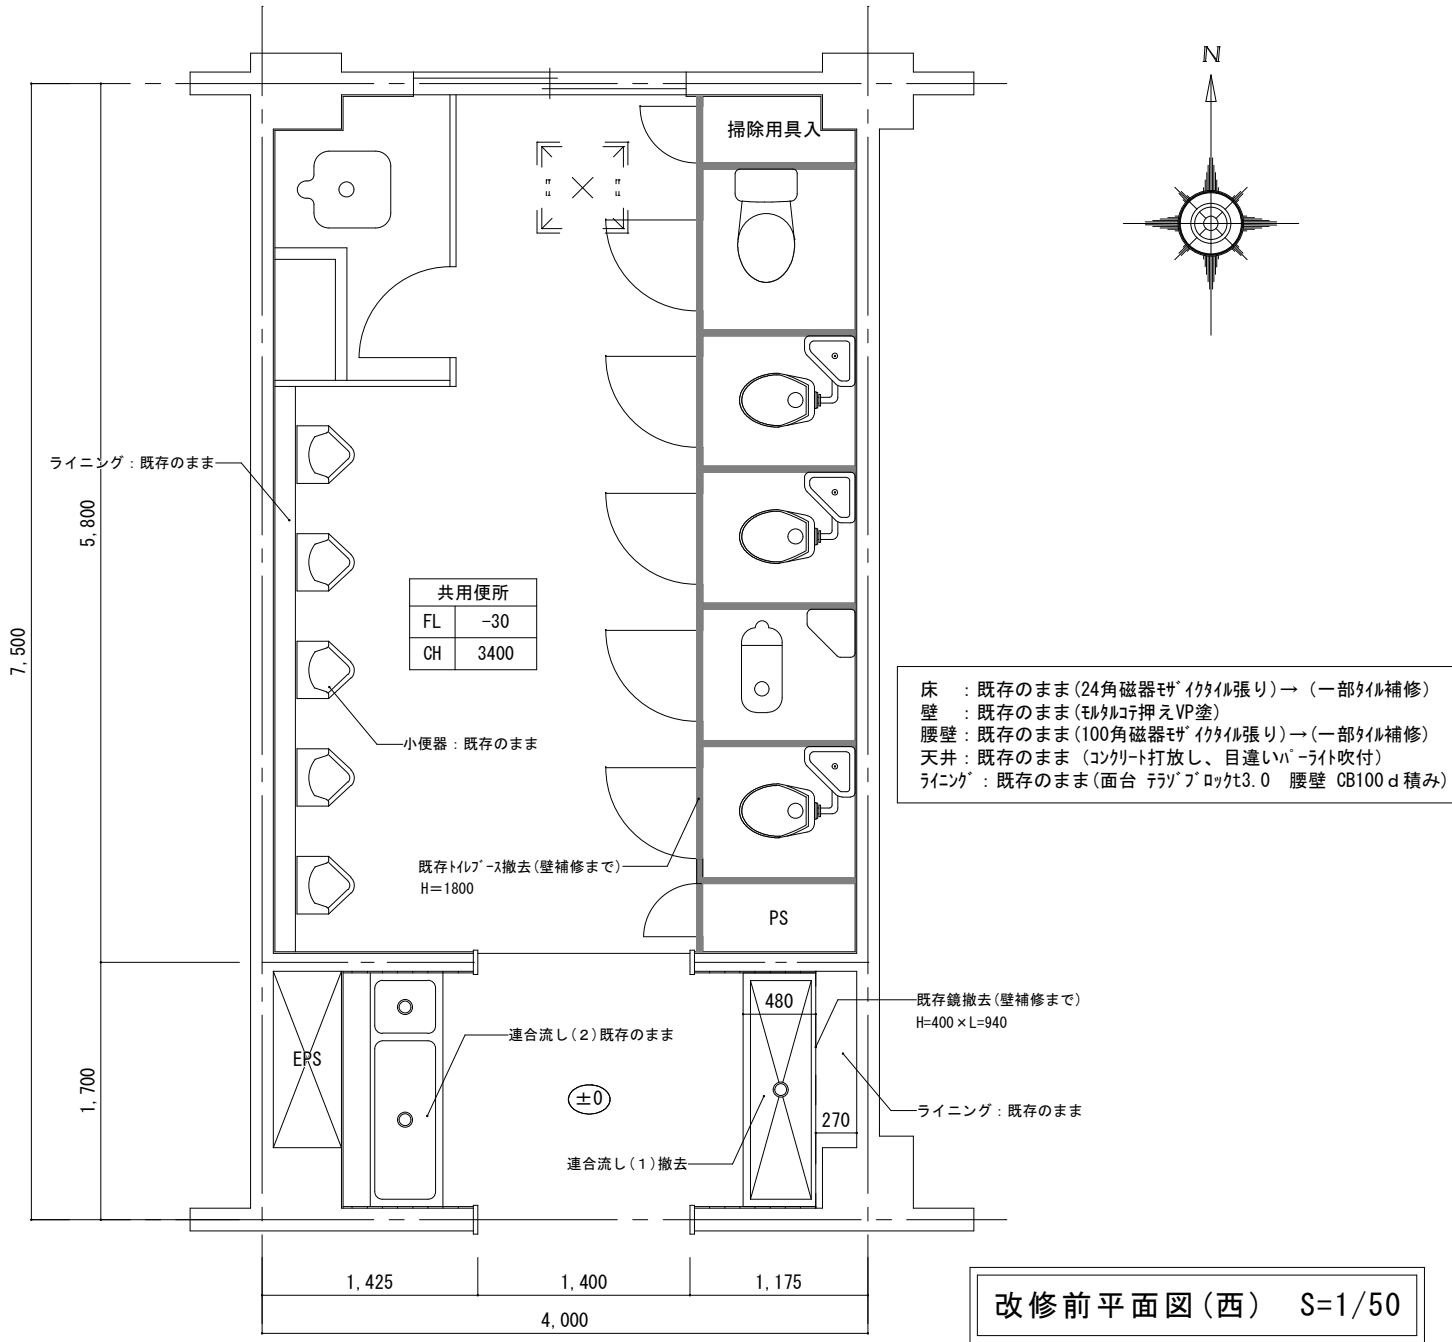 N
掃除用具入
ライニング：既存のまま
5,800
7,500
共用便所
FL -30
CH 3400
小便器：既存のまま
床　：既存のまま(24角磁器ﾓｻﾞｲｸﾀｲﾙ張り)→（一部ﾀｲﾙ補修）
壁　：既存のまま(ﾓﾙﾀﾙｺﾃ押えVP塗)
腰壁：既存のまま(100角磁器ﾓｻﾞｲｸﾀｲﾙ張り)→(一部ﾀｲﾙ補修)
天井：既存のまま（ｺﾝｸﾘｰﾄ打放し、目違いﾊﾟｰﾗｲﾄ吹付）
ﾗｲﾆﾝｸﾞ：既存のまま(面台 ﾃﾗｿﾞﾌﾞﾛｯｸt3.0　腰壁 CB100ｄ積み)
既存ﾄｲﾚﾌﾞｰｽ撤去(壁補修まで)
H＝1800
PS
480
既存鏡撤去(壁補修まで)
H=400×L=940
連合流し(２)既存のまま
EPS
1,700
±0
270
ライニング：既存のまま
連合流し(１)撤去
1,425
1,400
1,175
4,000
改修前平面図(西)　S=1/50